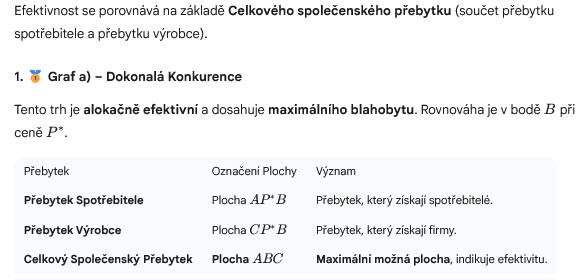 Efektivnost se porovnává na základě Celkového společenského přebytku (součet přebytku
spotřebitele a přebytku výrobce).
1. 🥇 Graf a) – Dokonalá Konkurence
Tento trh je alokačně efektivní a dosahuje maximálního blahobytu. Rovnováha je v bodě B při
ceně P*.
Přebytek Označení Plochy Význam
Přebytek Spotřebitele Plocha AP*B Přebytek, který získají spotřebitelé.
Přebytek Výrobce Plocha CP*B Přebytek, který získají firmy.
Celkový Společenský Přebytek Plocha ABC Maximální možná plocha, indikuje efektivitu.